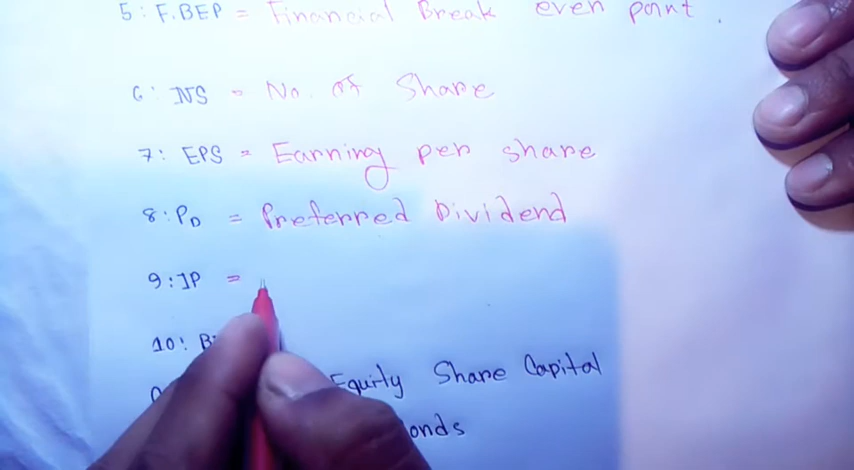 5: F.BEP = Financial Break even point.
6: NS = No. of Share
7: EPS = Earning per share
8: PD = Preferred Dividend
9: IP =
10:
Equity Share Capital
onds